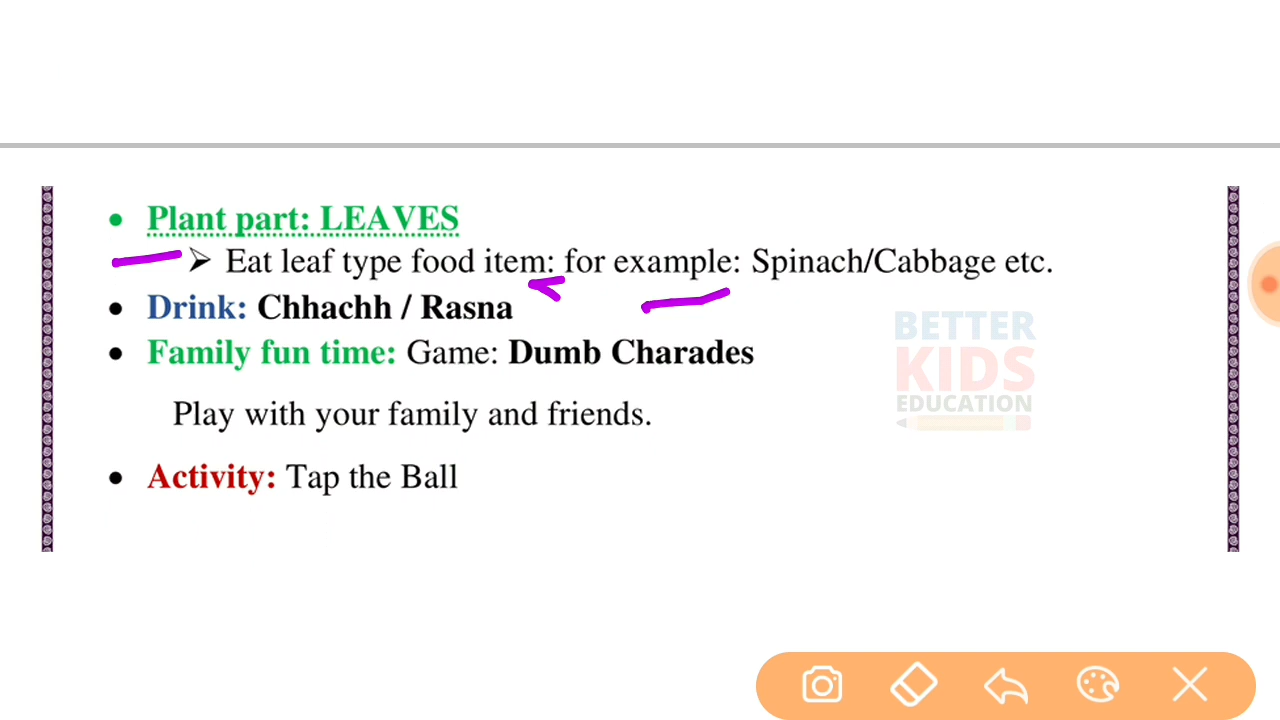 Plant part: LEAVES
Eat leaf type food item: for example: Spinach/Cabbage etc.
Drink: Chhachh / Rasna
Family fun time: Game: Dumb Charades
Play with your family and friends.
Activity: Tap the Ball
BETTER
KIDS
EDUCATION